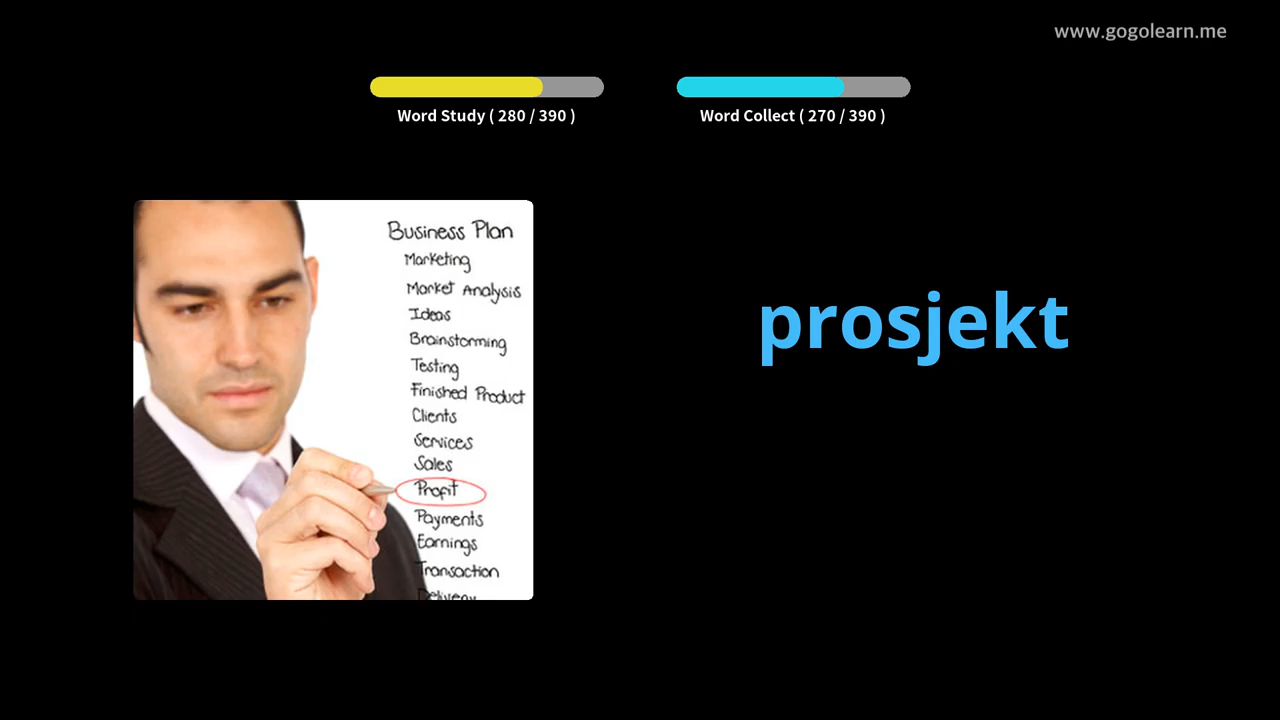 www.gogolearn.me
Word Study ( 280 / 390 )
Word Collect ( 270 / 390 )
Business Plan
Marketing
Market Analysis
Ideas
Brainstorming
Testing
Finished Product
Clients
Services
Sales
Profit
Payments
Earnings
Transaction
Delivery
prosjekt